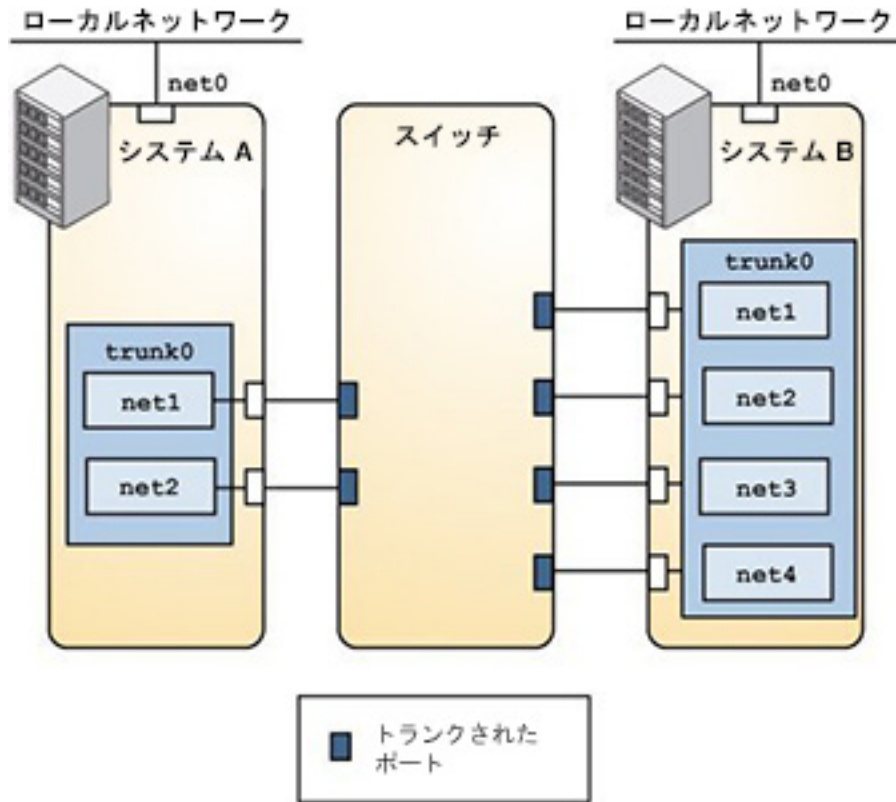 ローカルネットワーク
net0
システム A
trunk0
net1
net2
スイッチ
ローカルネットワーク
net0
システム B
trunk0
net1
net2
net3
net4
トランクされた
ポート